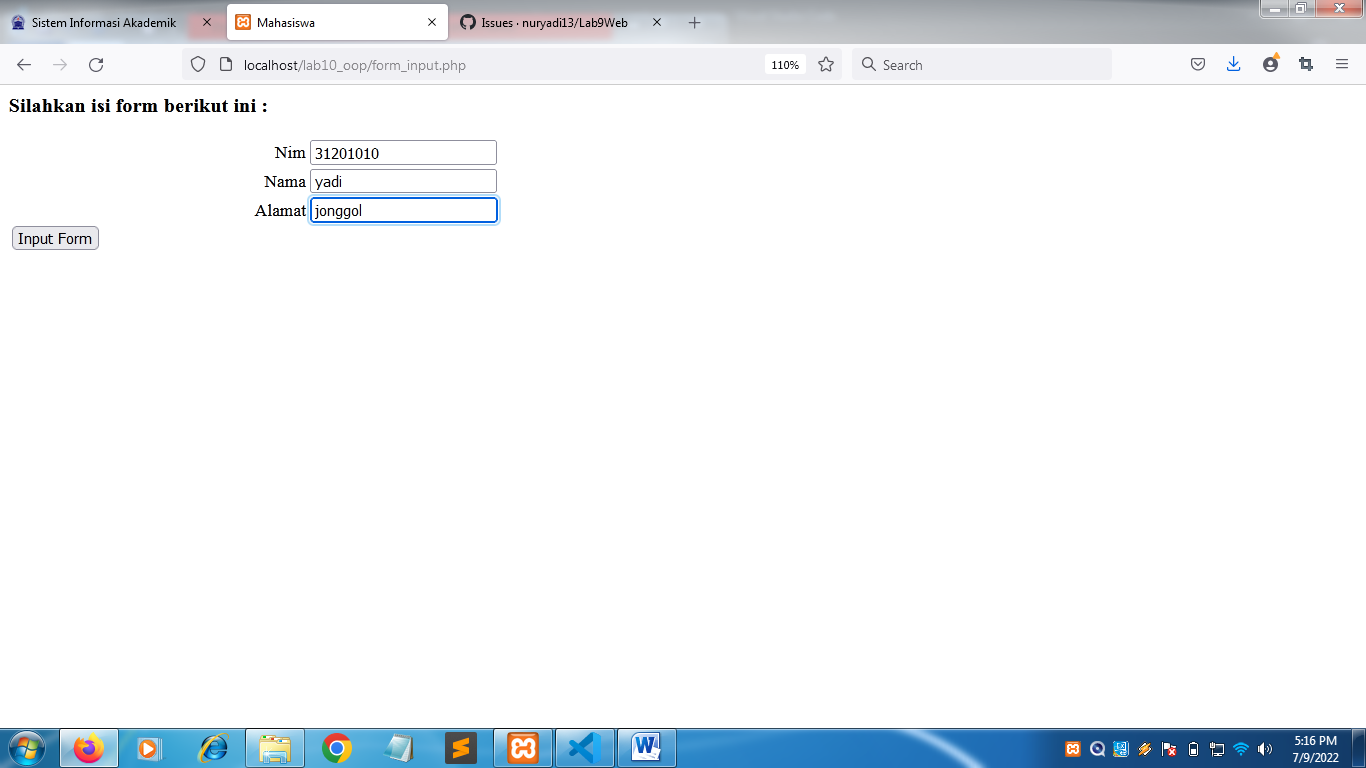 Sistem Informasi Akademik
Mahasiswa
Issues · nuryadi13/Lab9Web
localhost/lab10_oop/form_input.php
110%
Search
Silahkan isi form berikut ini :
Nim 31201010
Nama yadi
Alamat jonggol
Input Form
5:16 PM
7/9/2022